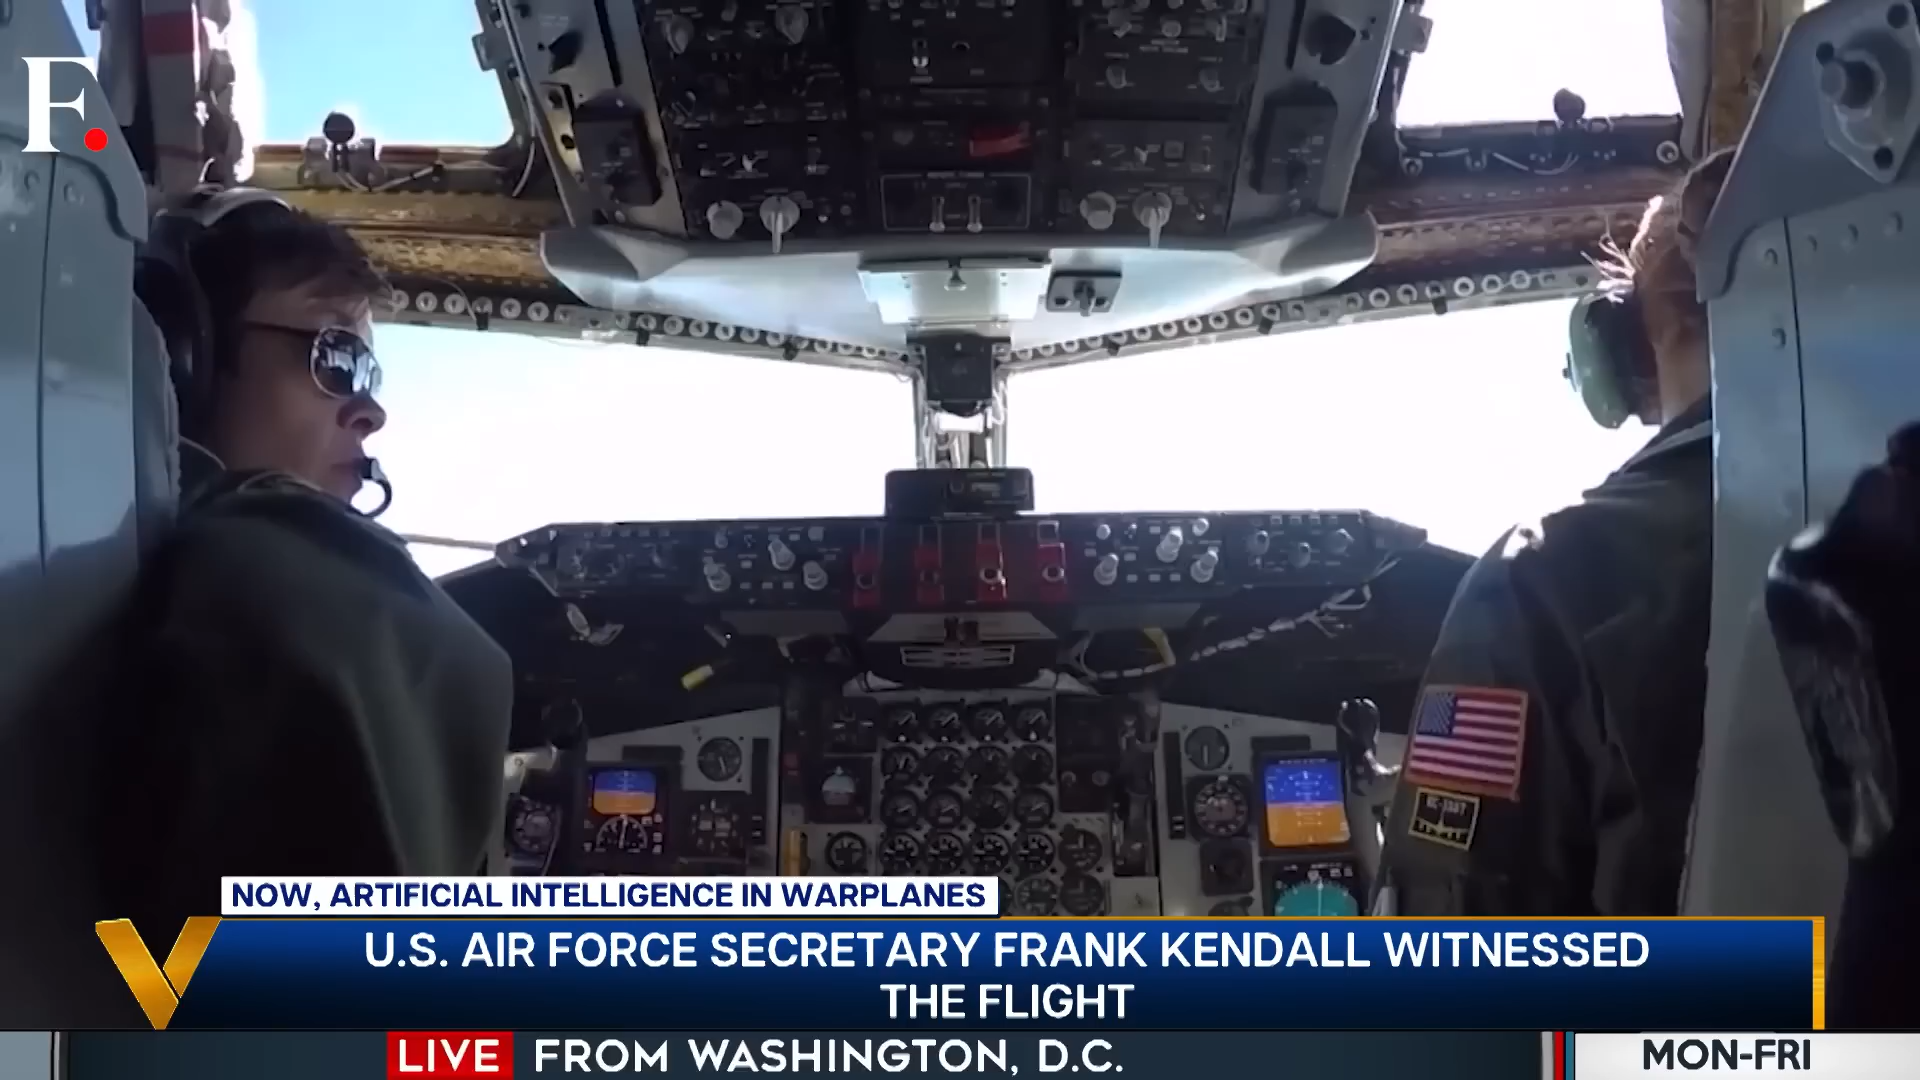 F.
NOW, ARTIFICIAL INTELLIGENCE IN WARPLANES
V
U.S. AIR FORCE SECRETARY FRANK KENDALL WITNESSED
THE FLIGHT
LIVE FROM WASHINGTON, D.C.
MON-FRI